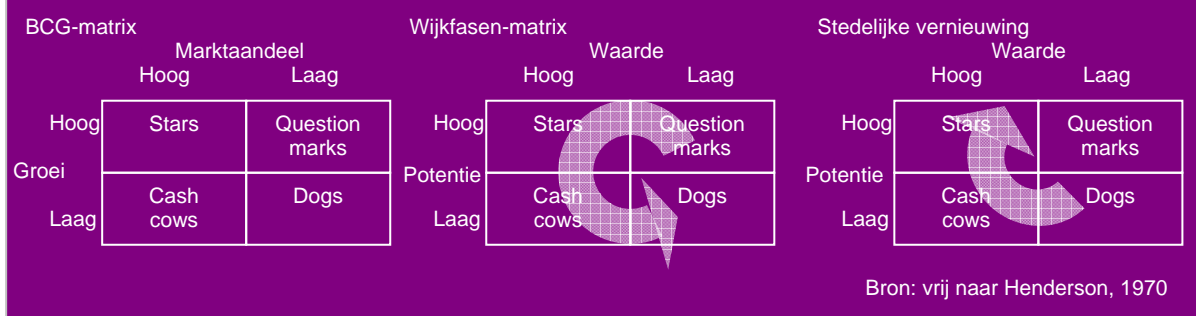 BCG-matrix
Marktaandeel
Hoog Laag
Hoog Stars Question
marks
Groei
Cash Dogs
Laag cows
Wijkfasen-matrix
Waarde
Hoog Laag
Hoog Stars Question
marks
Potentie
Cash Dogs
Laag cows
Stedelijke vernieuwing
Waarde
Hoog Laag
Hoog Stars Question
marks
Potentie
Cash Dogs
Laag cows
Bron: vrij naar Henderson, 1970